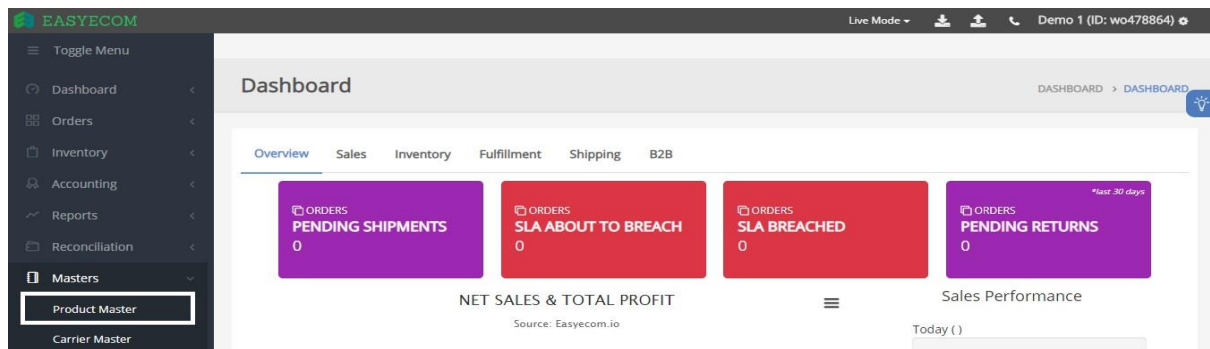 EASYECOM
Live Mode
Demo 1 (ID: wo478864)
Toggle Menu
Dashboard
Orders
Inventory
Accounting
Reports
Reconciliation
Masters
Product Master
Carrier Master
Dashboard
DASHBOARD > DASHBOARD
Overview Sales Inventory Fulfillment Shipping B2B
ORDERS
PENDING SHIPMENTS
0
ORDERS
SLA ABOUT TO BREACH
0
ORDERS
SLA BREACHED
0
*last 30 days
ORDERS
PENDING RETURNS
0
NET SALES & TOTAL PROFIT
Source: Easyecom.io
Sales Performance
Today ( )